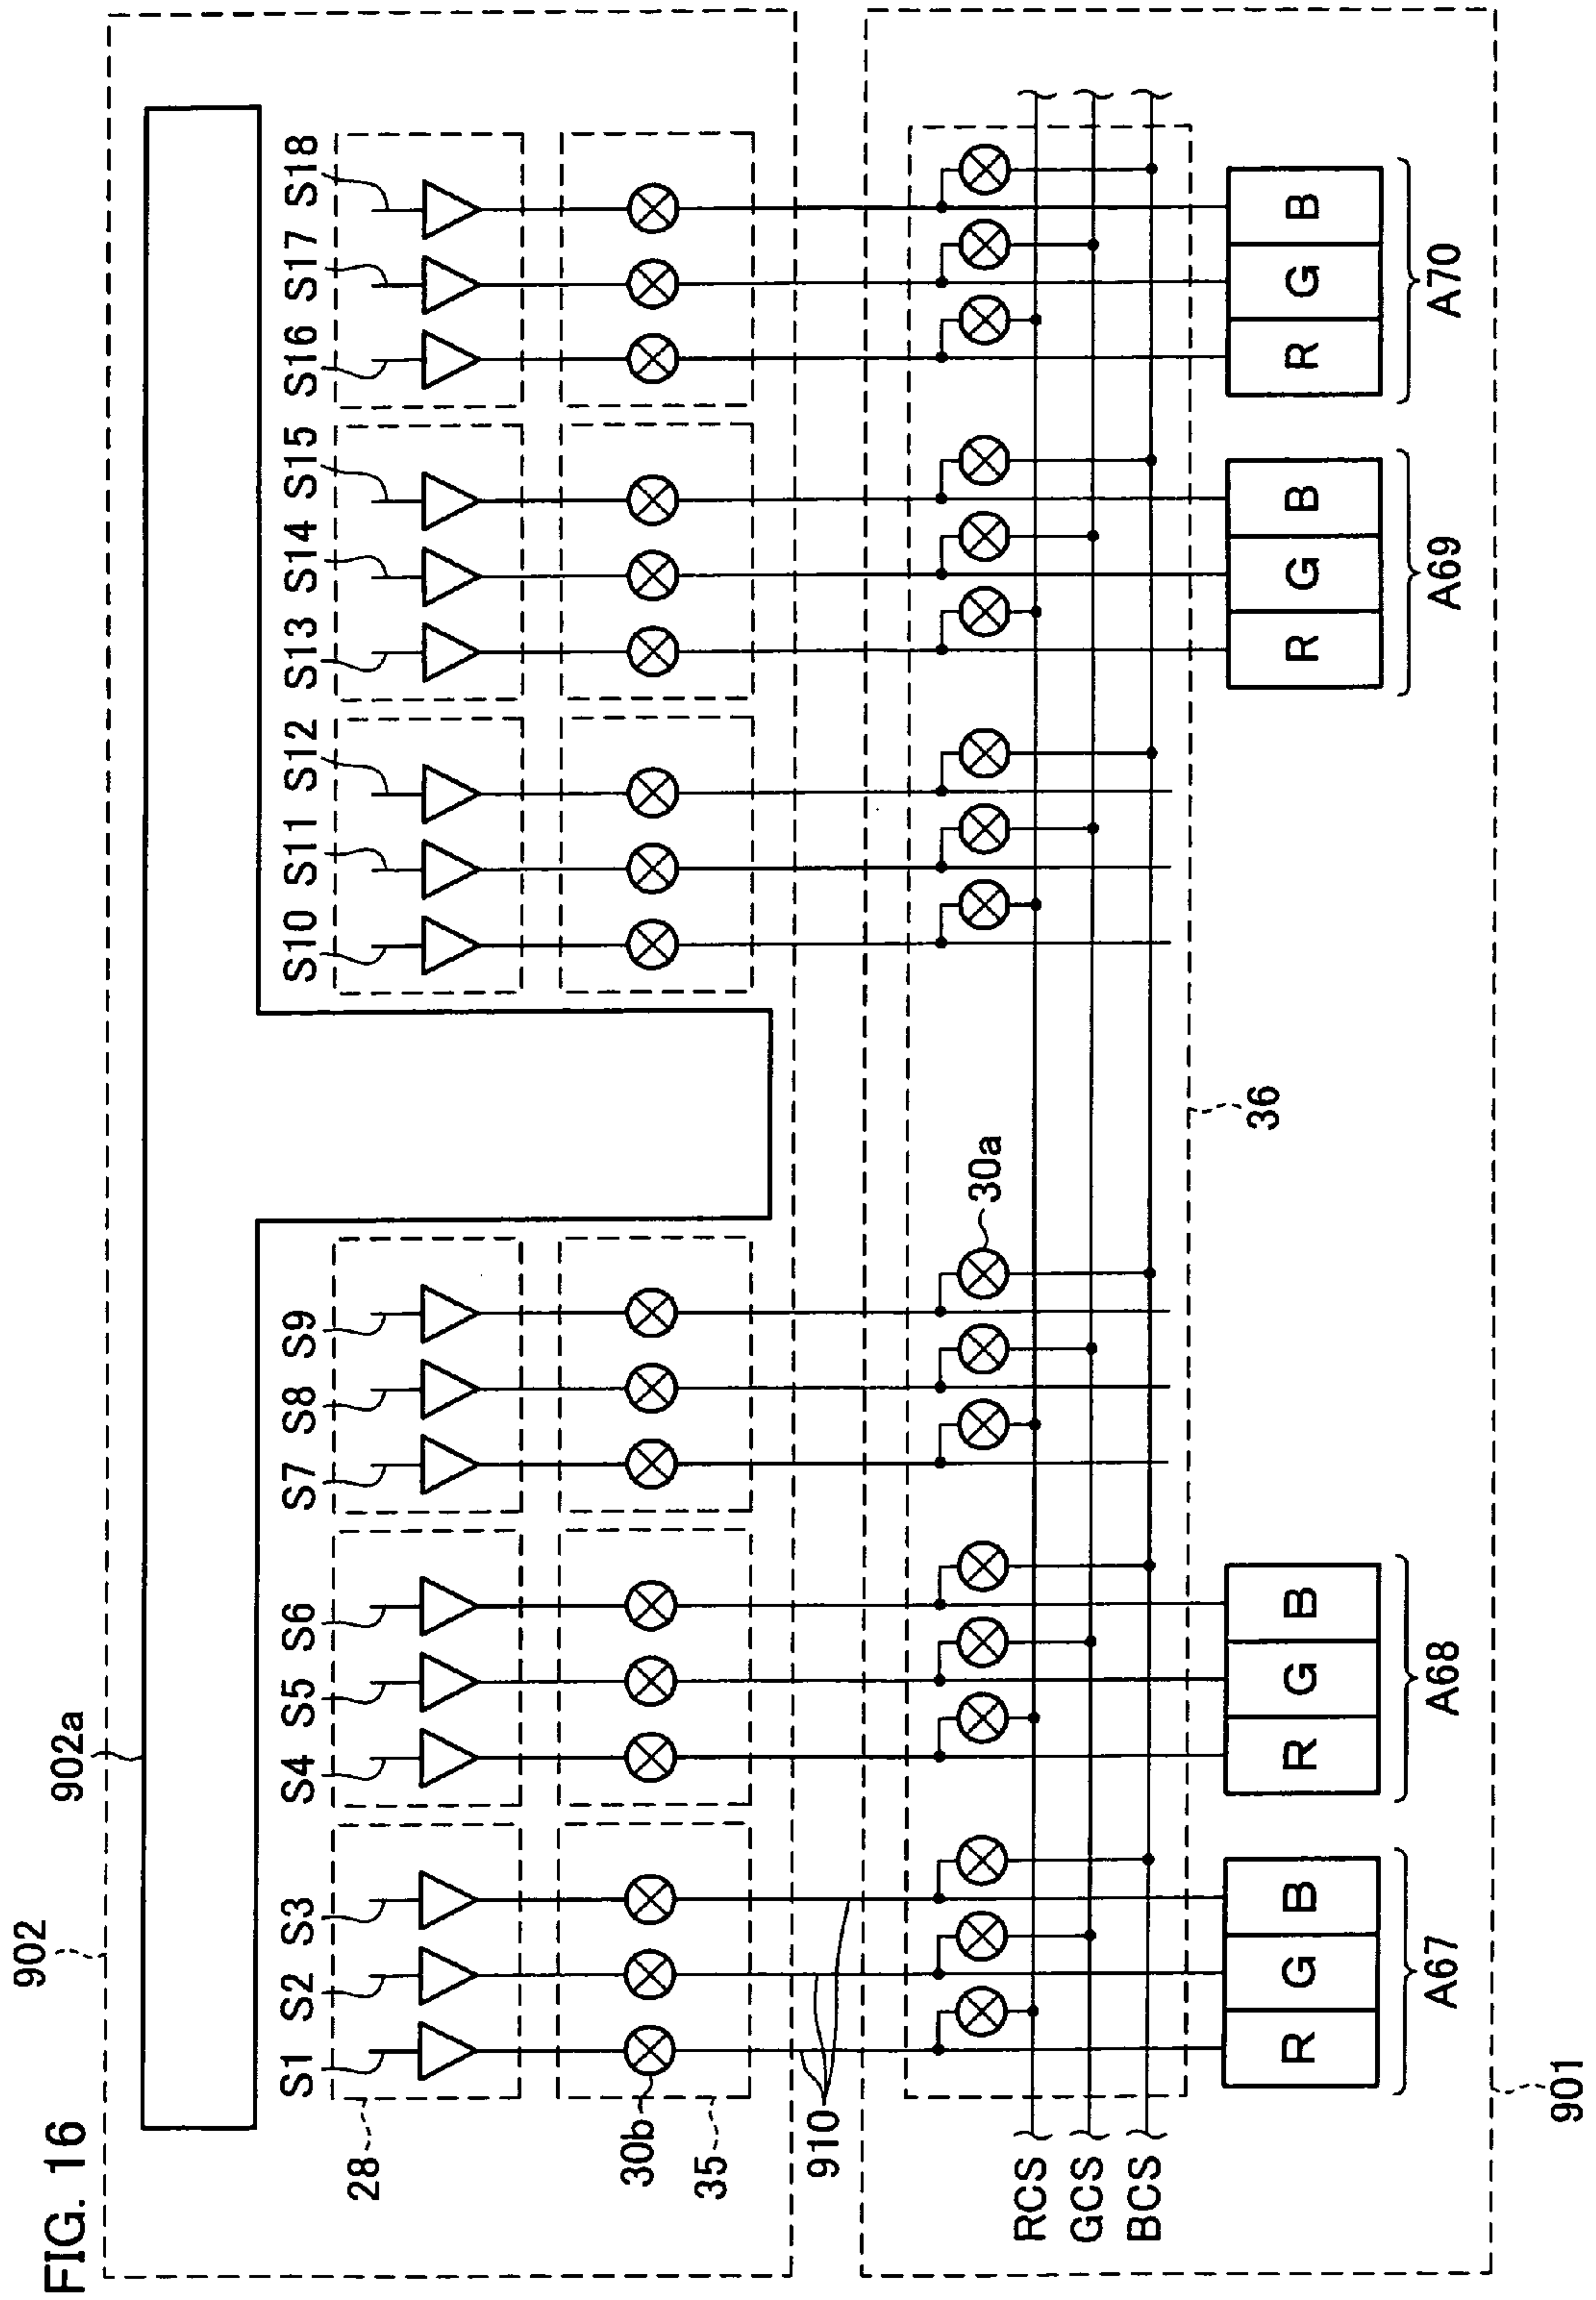 FIG. 16
902
902a
S1 S2 S3 S4 S5 S6 S7 S8 S9 S10 S11 S12 S13 S14 S15 S16 S17 S18
28
30b
35
910
30a
RCS
GCS
BCS
36
R G B R G B R G B R G B
A67 A68 A69 A70
901